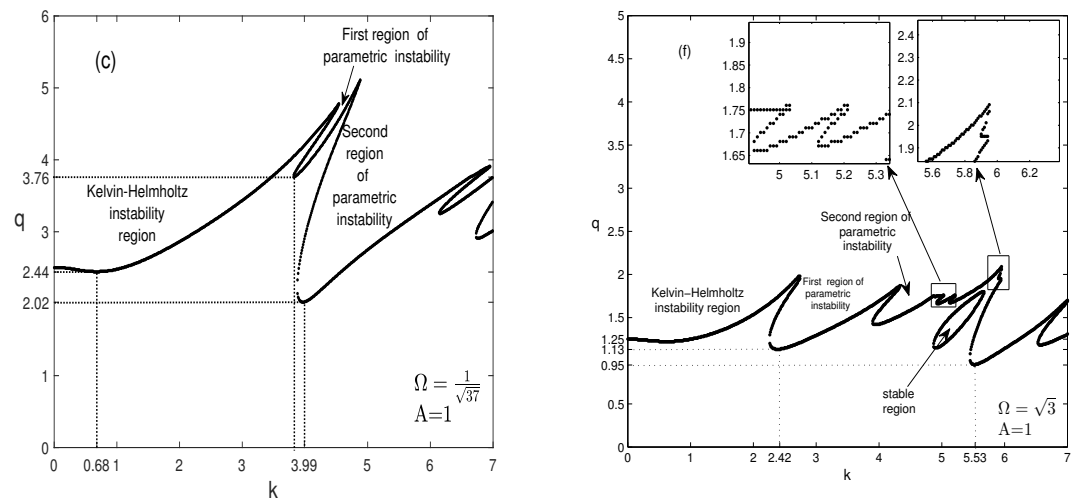 (c)
First region of
parametric instability
Second
region
of
parametric
instability
Kelvin-Helmholtz
instability
region
6
5
4
3.76
3
2.44
2.02
1
0
q
0
0.68 1
2
3
3.99
5
6
7
k
Ω = 1/√37
A=1
(f)
1.9
1.85
1.8
1.75
1.7
1.65
5
5.1
5.2
5.3
2.4
2.3
2.2
2.1
2
1.9
5.6
5.8
6
6.2
Second region of
parametric
instability
Kelvin−Helmholtz
instability region
First region of
parametric
instability
stable
region
5
4.5
4
3.5
3
2.5
2
1.5
1.25
1.13
0.95
0.5
0
q
0
1
2
2.42
3
4
5
5.53
6
7
k
Ω = √3
A=1